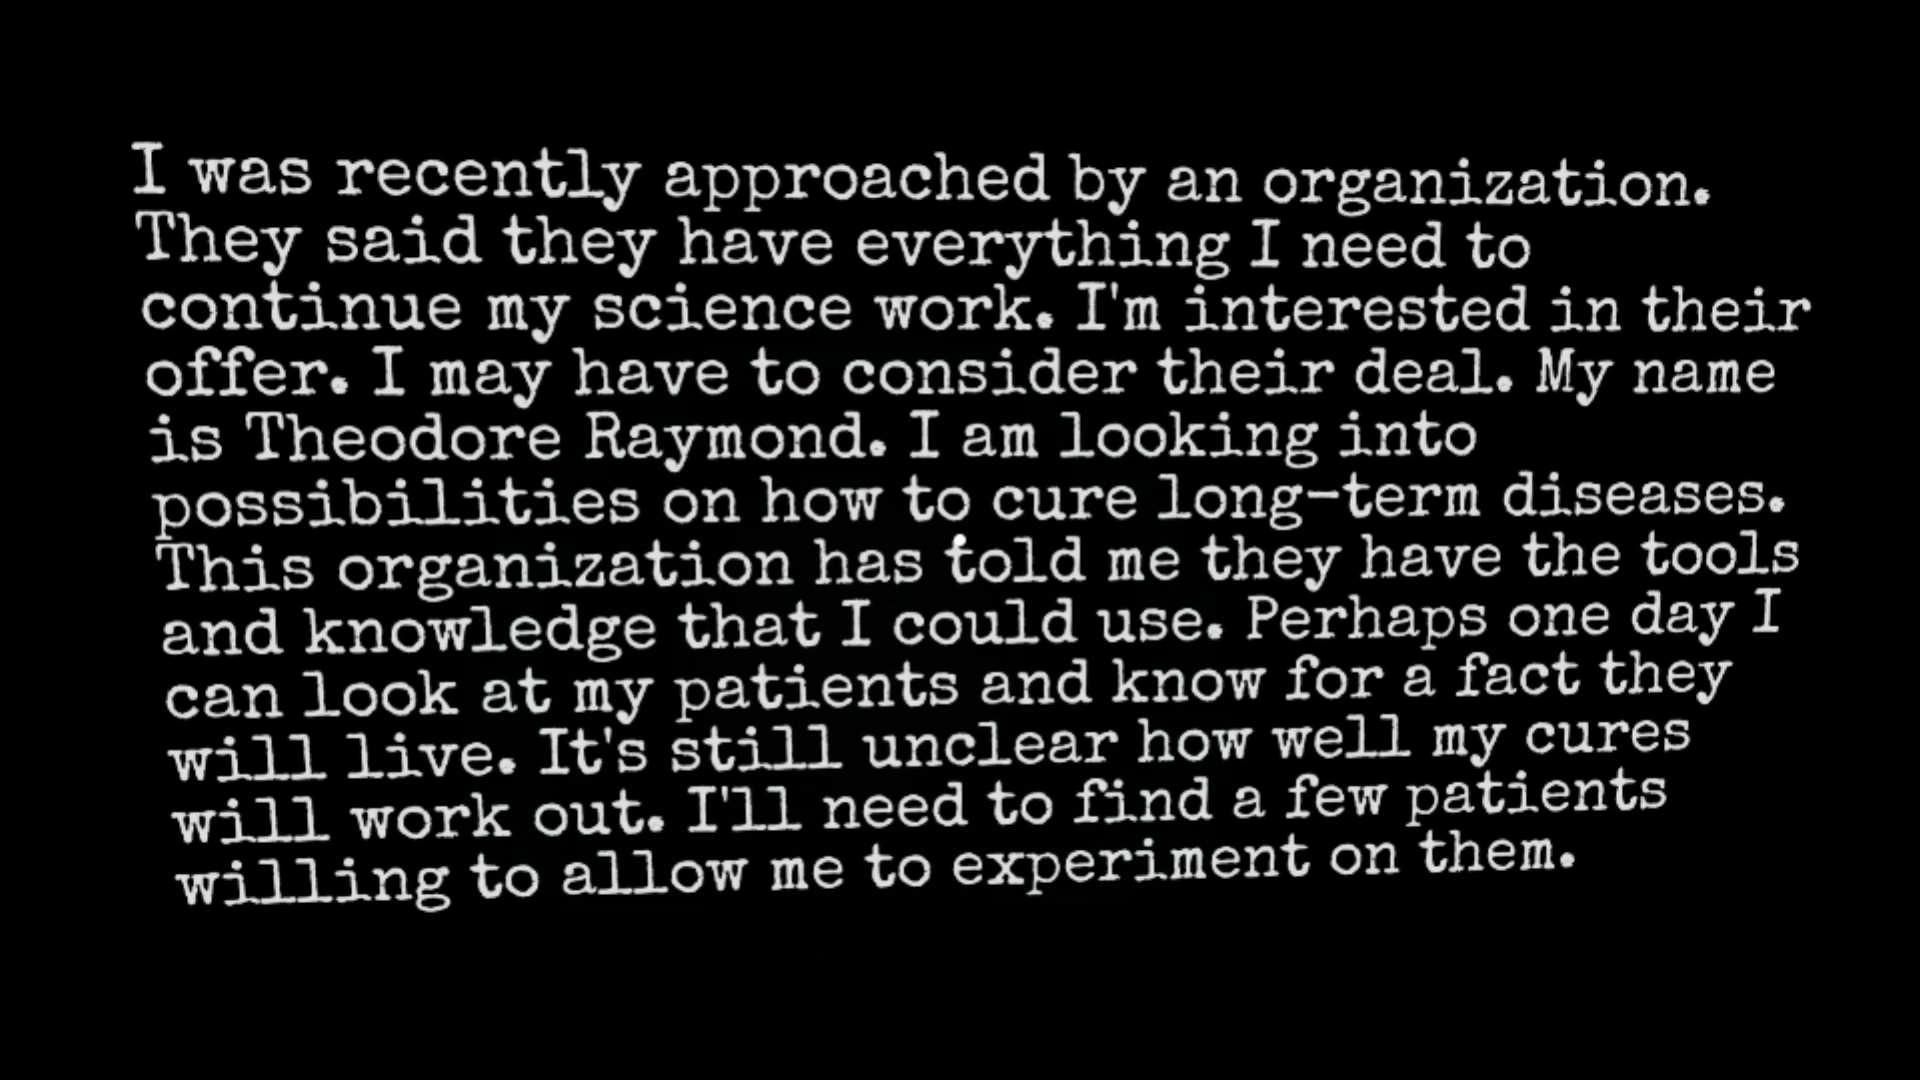 I was recently approached by an organization.
They said they have everything I need to
continue my science work. I'm interested in their
offer. I may have to consider their deal. My name
is Theodore Raymond. I am looking into
possibilities on how to cure long-term diseases.
This organization has told me they have the tools
and knowledge that I could use. Perhaps one day I
can look at my patients and know for a fact they
will live. It's still unclear how well my cures
will work out. I'll need to find a few patients
willing to allow me to experiment on them.